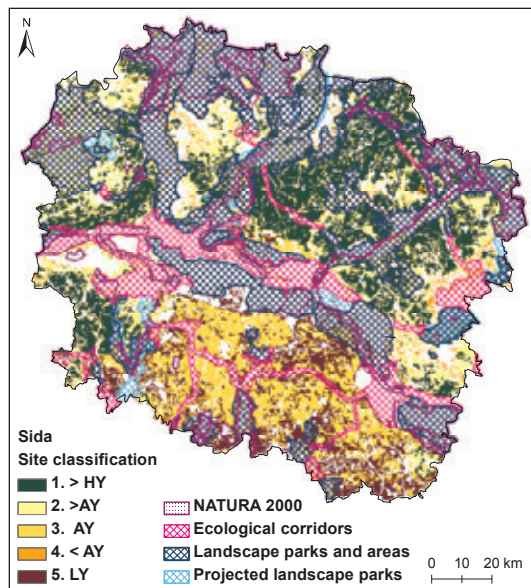 N
Sida
Site classification
1. > HY
2. >AY
3. AY
4. < AY
5. LY
NATURA 2000
Ecological corridors
Landscape parks and areas
Projected landscape parks
0 10 20 km